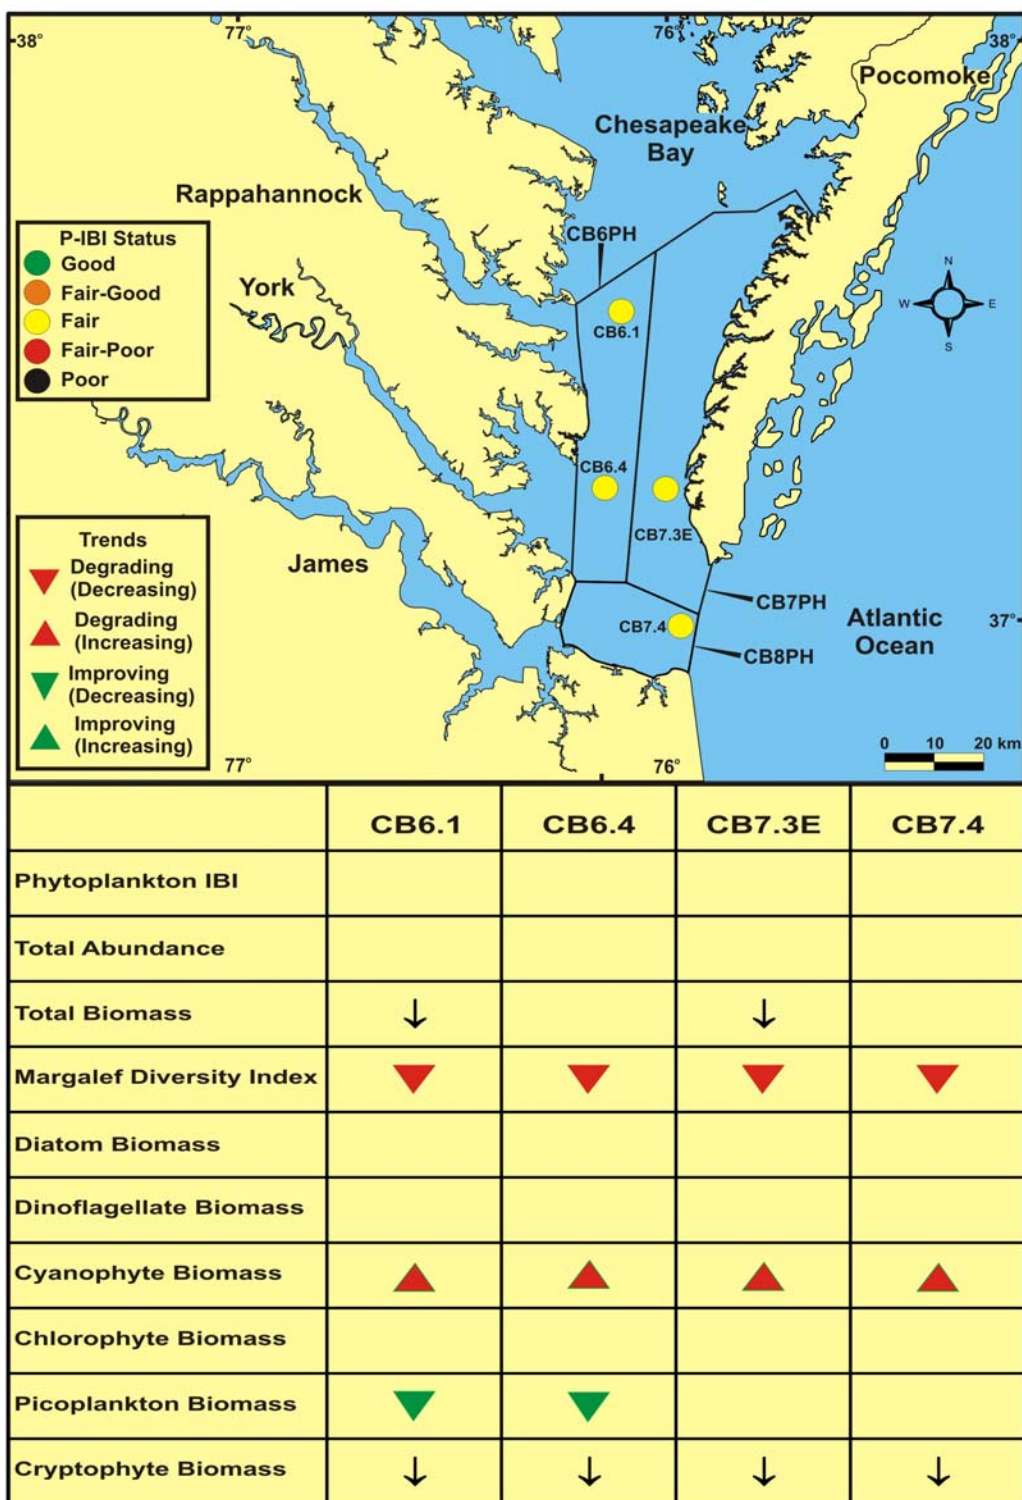 77°
76°
38°
38°
Pocomoke
Chesapeake
Bay
Rappahannock
CB6PH
P-IBI Status
Good
Fair-Good
Fair
Fair-Poor
Poor
York
N
W
E
S
CB6.1
CB6.4
CB7.3E
Trends
Degrading
(Decreasing)
Degrading
(Increasing)
Improving
(Decreasing)
Improving
(Increasing)
James
CB7PH
CB7.4
CB8PH
Atlantic
Ocean
37°
0 10 20 km
77°
76°
CB6.1 CB6.4 CB7.3E CB7.4
Phytoplankton IBI
Total Abundance
Total Biomass ↓ ↓
Margalef Diversity Index
Diatom Biomass
Dinoflagellate Biomass
Cyanophyte Biomass
Chlorophyte Biomass
Picoplankton Biomass
Cryptophyte Biomass ↓ ↓ ↓ ↓